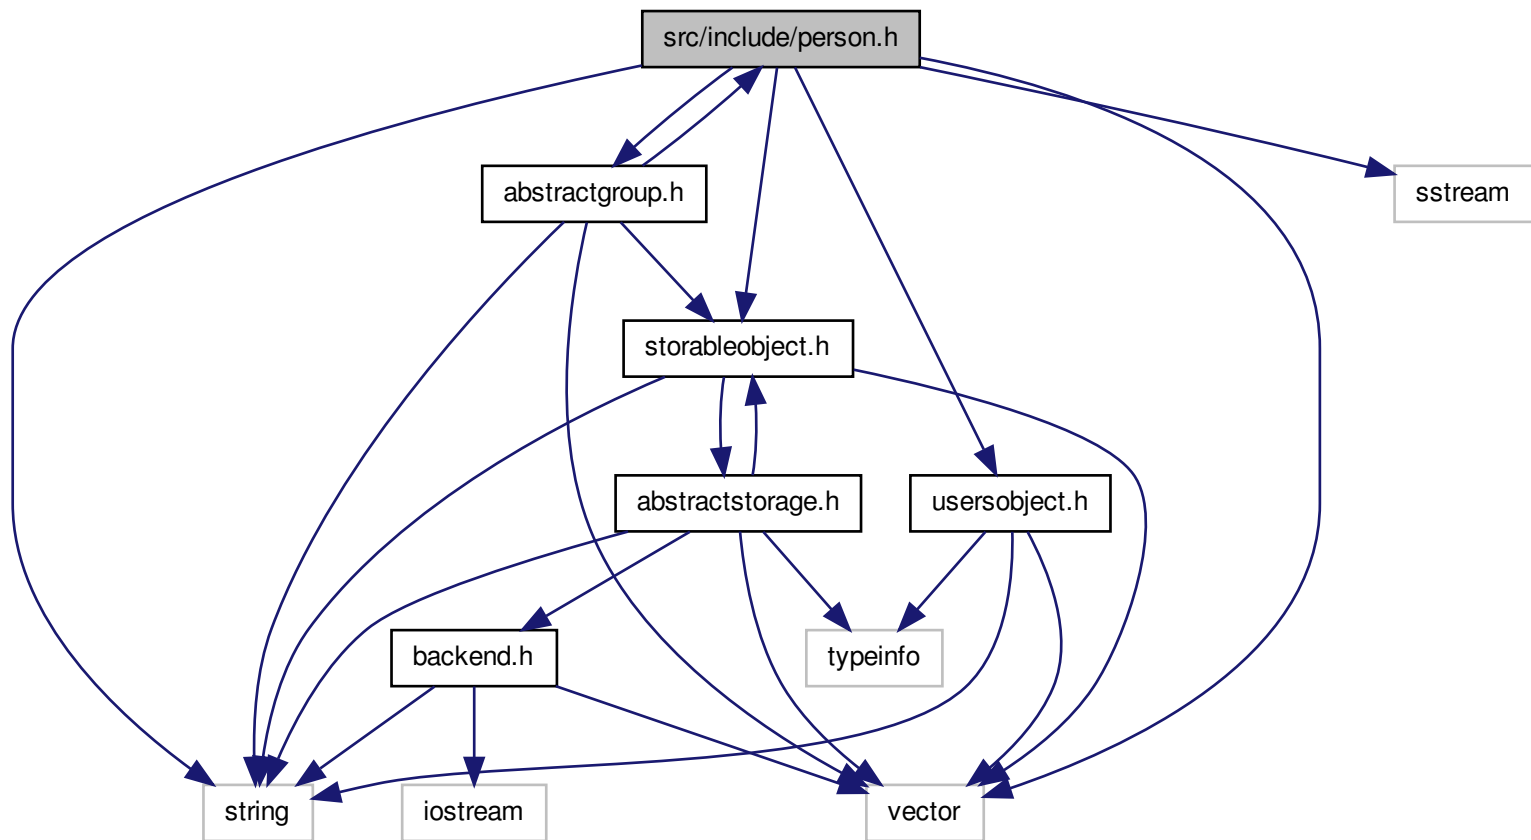 src/include/person.h
abstractgroup.h
sstream
storableobject.h
abstractstorage.h
usersobject.h
backend.h
typeinfo
string
iostream
vector